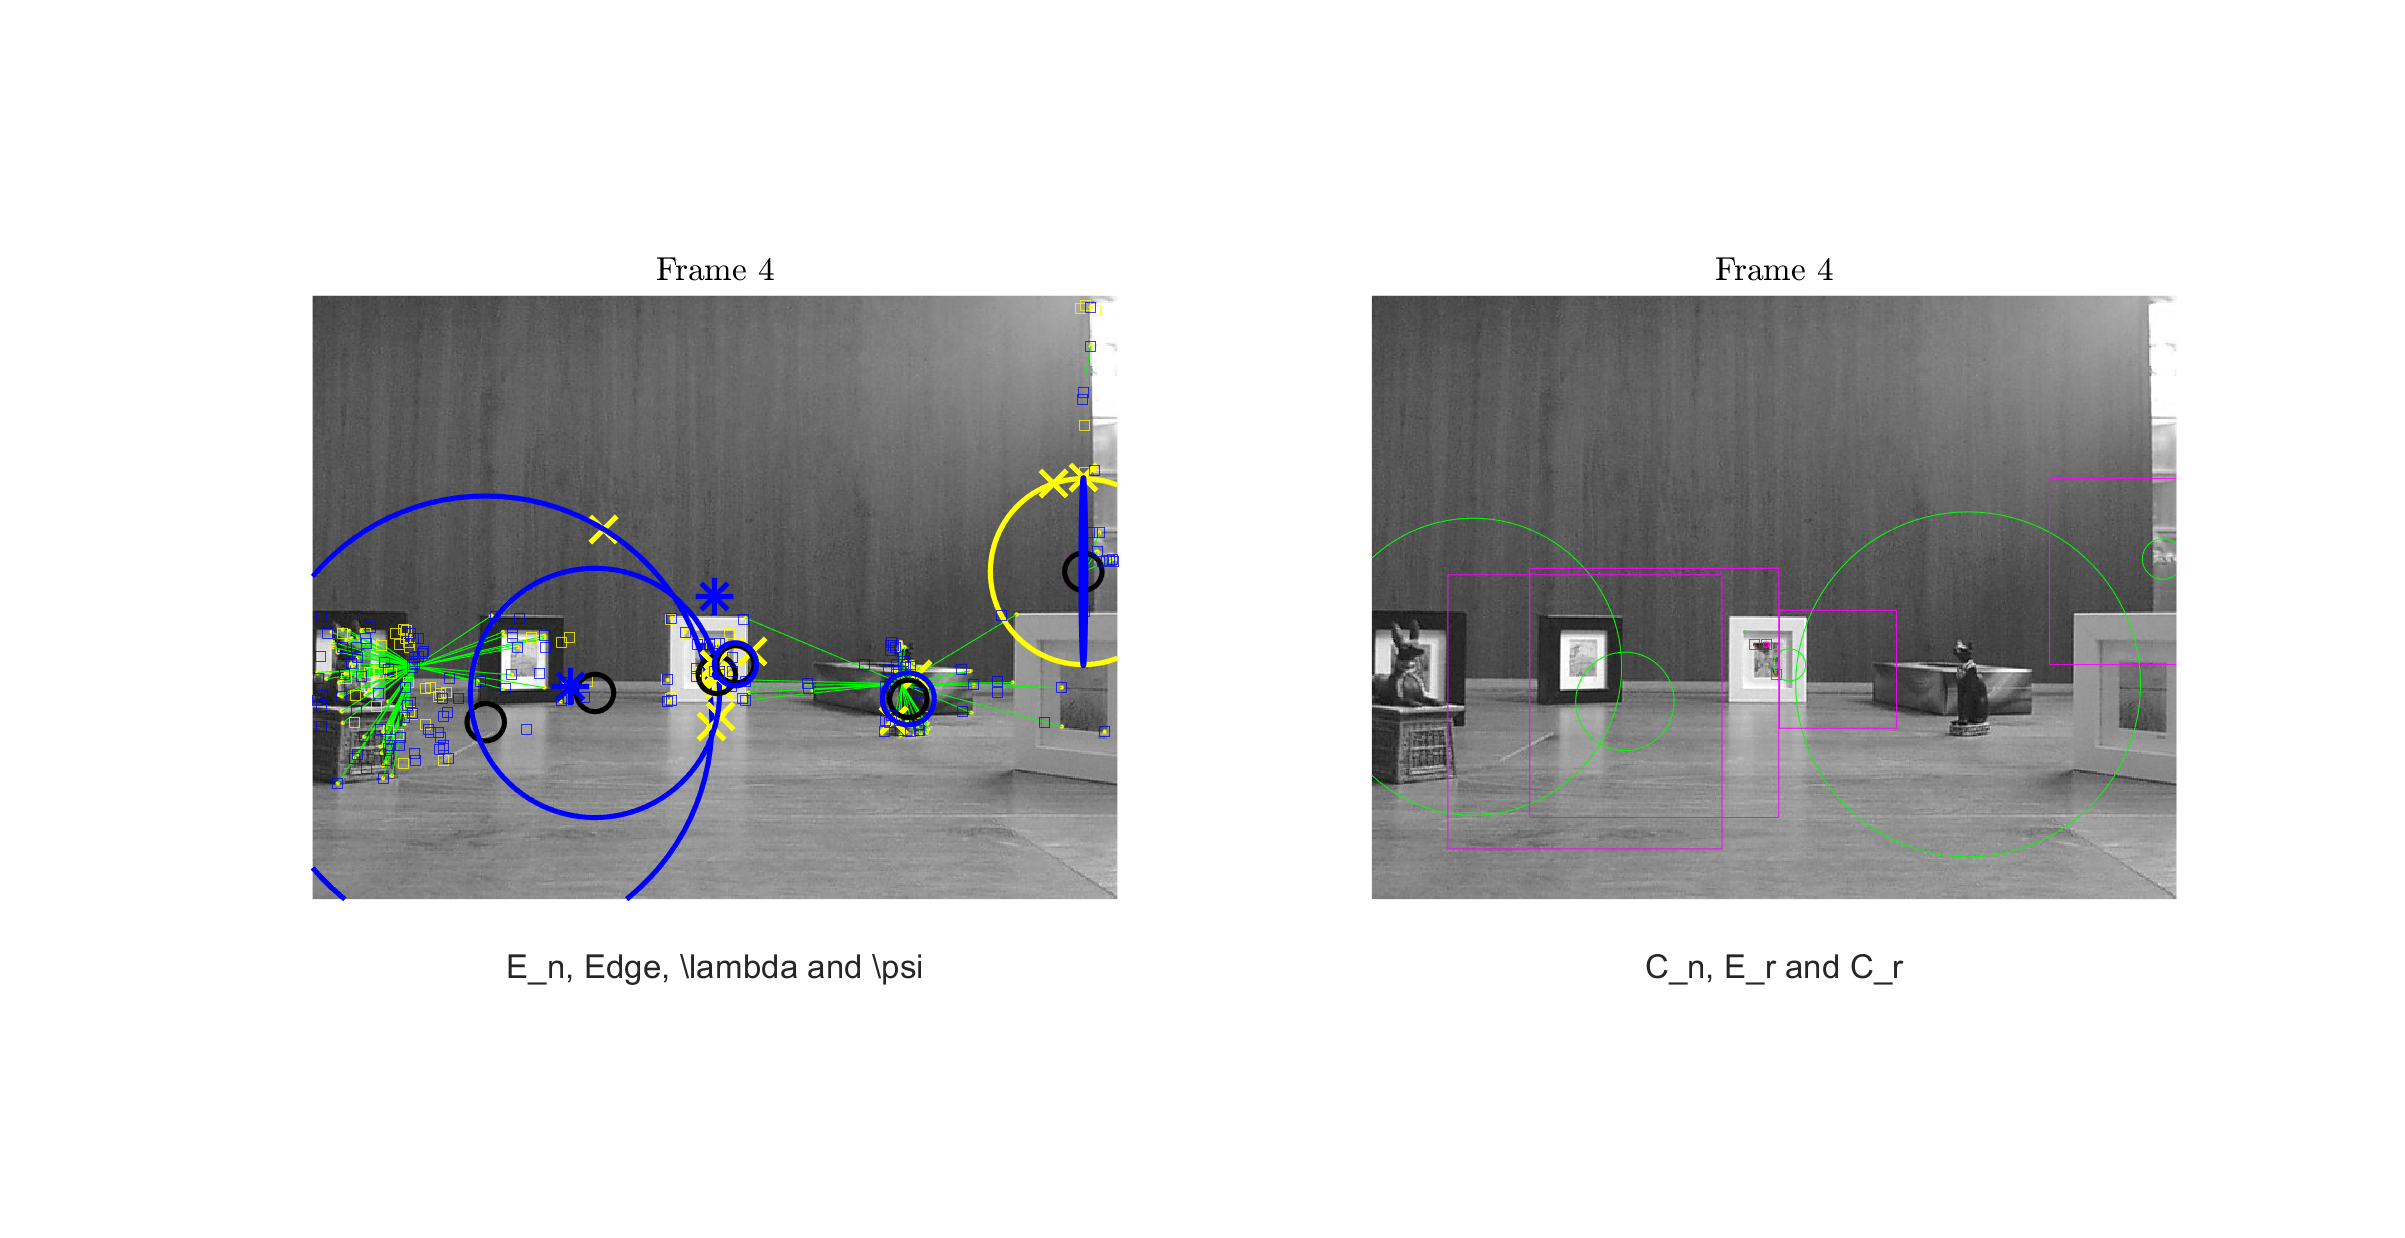 Frame 4
Frame 4
E_n, Edge, \lambda and \psi
C_n, E_r and C_r